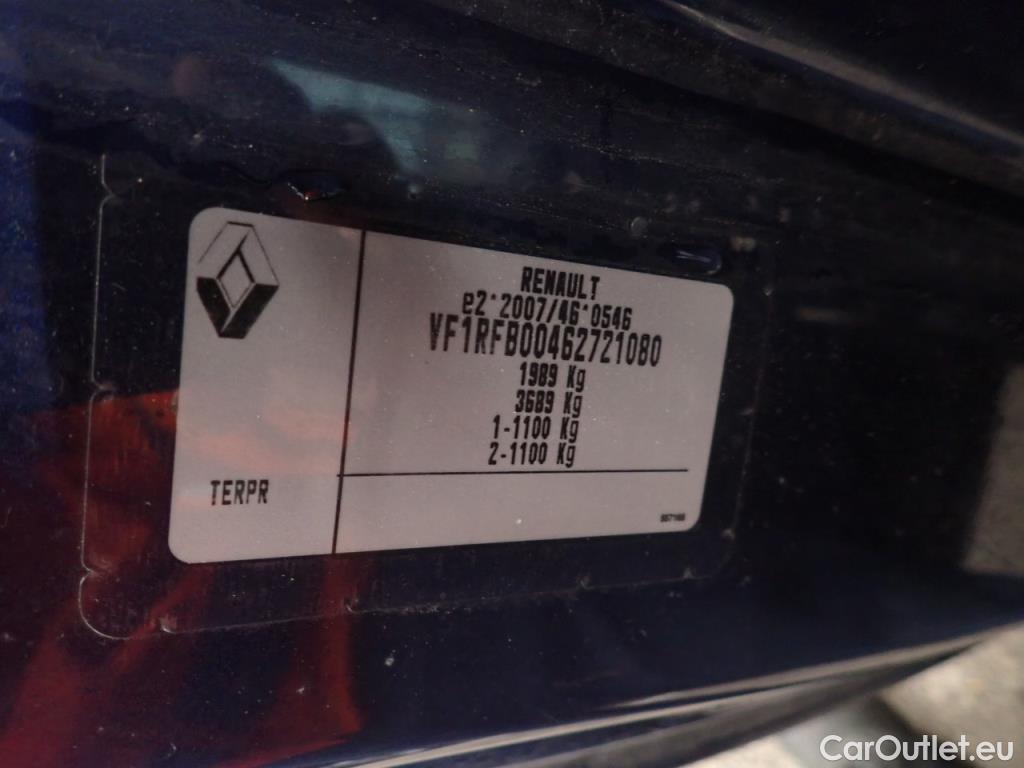 RENAULT
e2*2007/46*0546
VF1RFB00462721080
1989 Kg
3689 Kg
1-1100 Kg
2-1100 Kg
TERPR
CarOutlet.eu